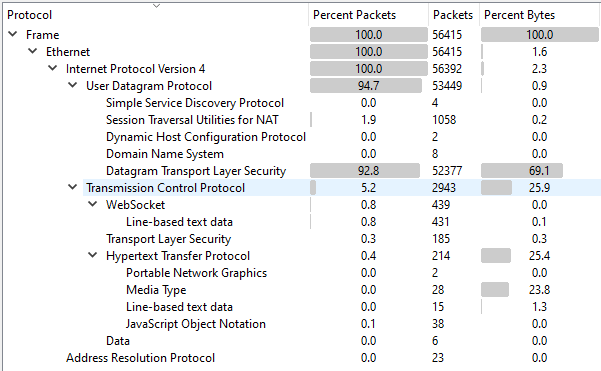 Protocol Percent Packets Packets Percent Bytes
Frame 100.0 56415 100.0
Ethernet 100.0 56415 1.6
Internet Protocol Version 4 100.0 56392 2.3
User Datagram Protocol 94.7 53449 0.9
Simple Service Discovery Protocol 0.0 4 0.0
Session Traversal Utilities for NAT 1.9 1058 0.2
Dynamic Host Configuration Protocol 0.0 2 0.0
Domain Name System 0.0 8 0.0
Datagram Transport Layer Security 92.8 52377 69.1
Transmission Control Protocol 5.2 2943 25.9
WebSocket 0.8 439 0.0
Line-based text data 0.8 431 0.1
Transport Layer Security 0.3 185 0.3
Hypertext Transfer Protocol 0.4 214 25.4
Portable Network Graphics 0.0 2 0.0
Media Type 0.0 28 23.8
Line-based text data 0.0 15 1.3
JavaScript Object Notation 0.1 38 0.0
Data 0.0 6 0.0
Address Resolution Protocol 0.0 23 0.0